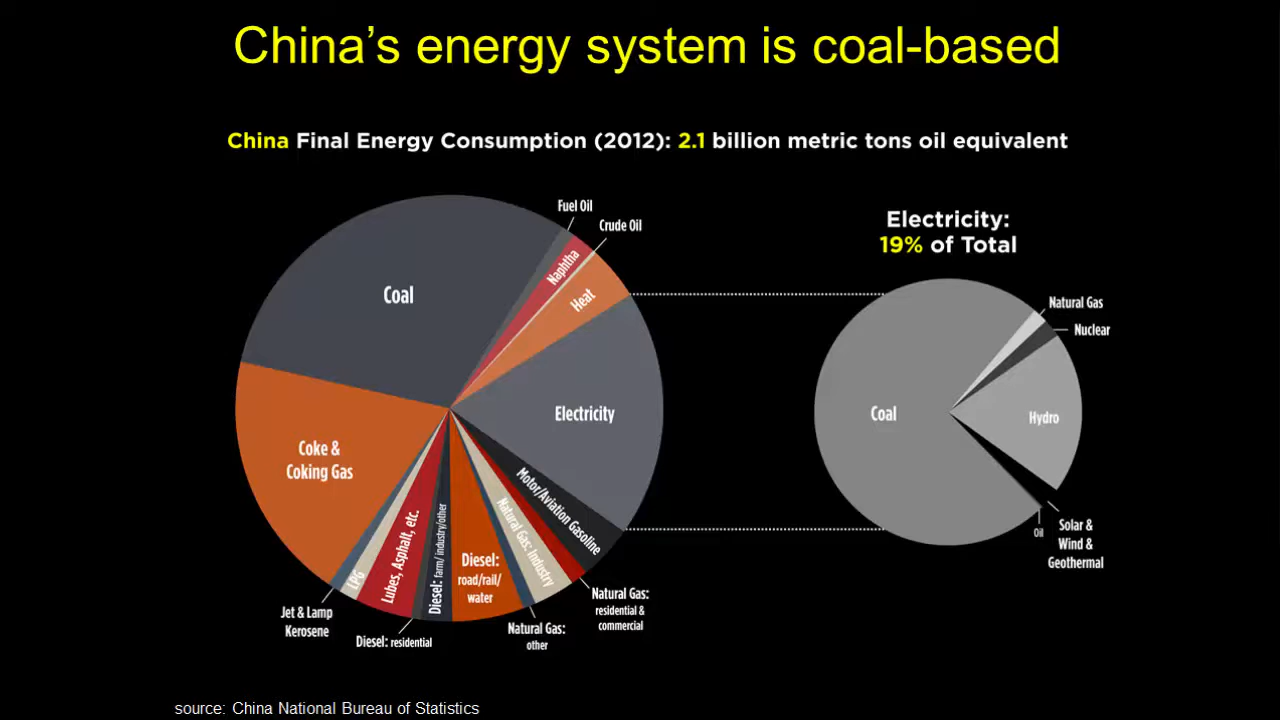 China's energy system is coal-based
China Final Energy Consumption (2012): 2.1 billion metric tons oil equivalent
Fuel Oil
Crude Oil
Naphtha
Heat
Coal
Electricity
Coke &
Coking Gas
Motor/Aviation Gasoline
Natural Gas: Industry
Diesel:
road/rail/
water
Diesel: farm/ industry/other
Lubes, Asphalt, etc.
LPG
Jet & Lamp
Kerosene
Diesel: residential
Natural Gas:
other
Natural Gas:
residential &
commercial
Electricity:
19% of Total
Natural Gas
Nuclear
Coal
Hydro
Oil
Solar &
Wind &
Geothermal
source: China National Bureau of Statistics